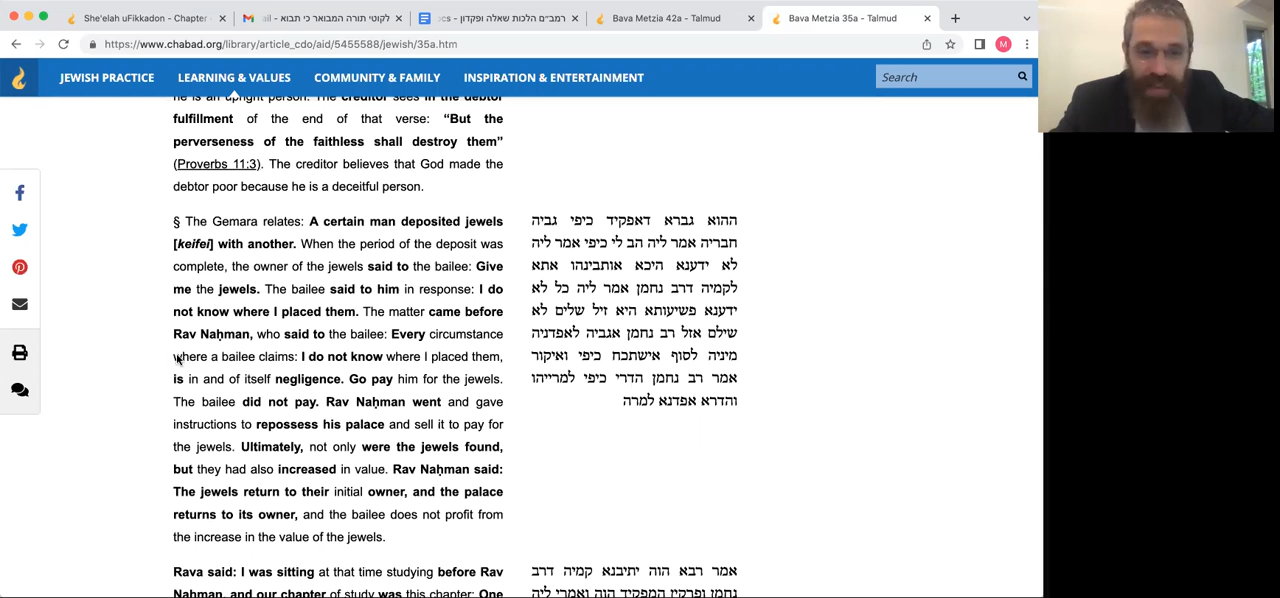 She'elah uFikkadon - Chapter
ail - לקוטי תורה המבואר כי תבוא
ocs - רמב״ם הלכות שאלה ופקדון
Bava Metzia 42a - Talmud
Bava Metzia 35a - Talmud
https://www.chabad.org/library/article_cdo/aid/5455588/jewish/35a.htm
M
JEWISH PRACTICE LEARNING & VALUES COMMUNITY & FAMILY INSPIRATION & ENTERTAINMENT
Search
he is an upright person. The creditor sees in the debtor
fulfillment of the end of that verse: “But the
perverseness of the faithless shall destroy them”
(Proverbs 11:3). The creditor believes that God made the
debtor poor because he is a deceitful person.
§ The Gemara relates: A certain man deposited jewels
[keifei] with another. When the period of the deposit was
complete, the owner of the jewels said to the bailee: Give
me the jewels. The bailee said to him in response: I do
not know where I placed them. The matter came before
Rav Naḥman, who said to the bailee: Every circumstance
where a bailee claims: I do not know where I placed them,
is in and of itself negligence. Go pay him for the jewels.
The bailee did not pay. Rav Naḥman went and gave
instructions to repossess his palace and sell it to pay for
the jewels. Ultimately, not only were the jewels found,
but they had also increased in value. Rav Naḥman said:
The jewels return to their initial owner, and the palace
returns to its owner, and the bailee does not profit from
the increase in the value of the jewels.
ההוא גברא דאפקיד כיפי גביה
חבריה אמר ליה הב לי כיפי אמר ליה
לא ידענא היכא אותבינהו אתא
לקמיה דרב נחמן אמר ליה כל לא
ידענא פשיעותא היא זיל שלים לא
שילם אזל רב נחמן אגביה לאפדניה
מיניה לסוף אישתכח כיפי ואיקור
אמר רב נחמן הדרי כיפי למרייהו
והדרא אפדנא למרה
Rava said: I was sitting at that time studying before Rav
Naḥman, and our chapter of study was this chapter: One
אמר רבא הוה יתיבנא קמיה דרב
נחמן ופרקין המפקיד הוה ואמרי ליה